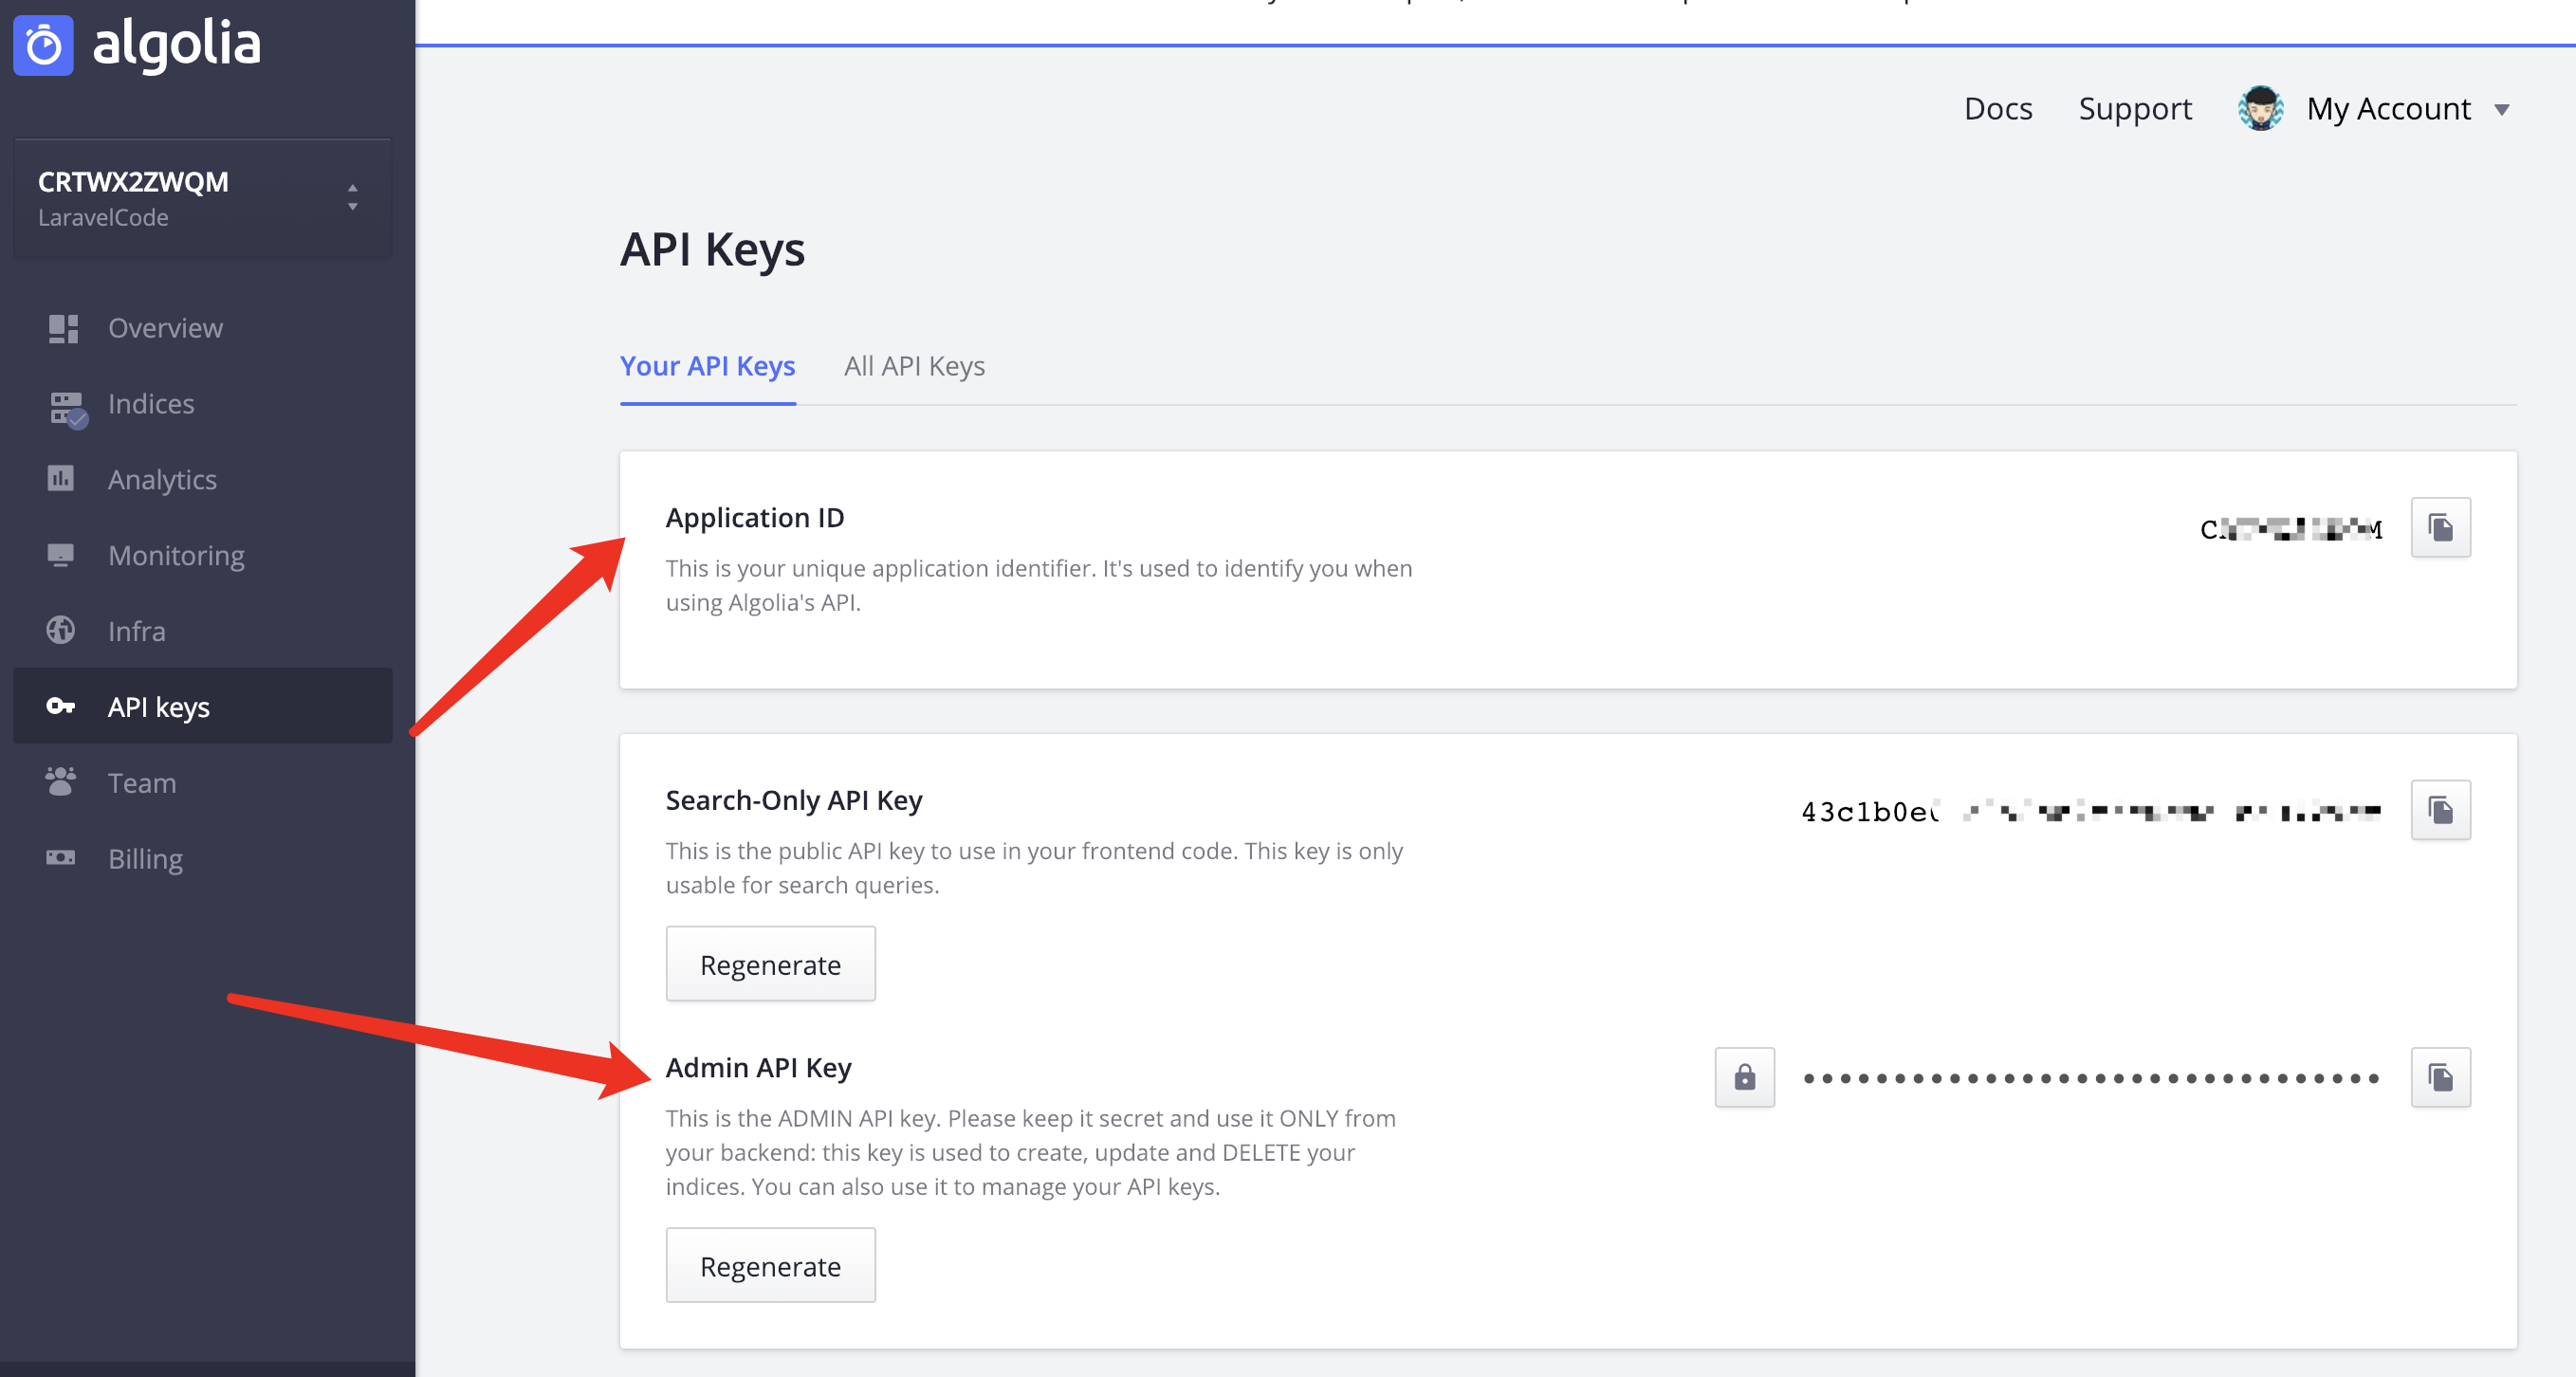 algolia
Docs
Support
My Account
CRTWX2ZWQM
LaravelCode
Overview
Indices
Analytics
Monitoring
Infra
API keys
Team
Billing
API Keys
Your API Keys
All API Keys
Application ID
This is your unique application identifier. It's used to identify you when
using Algolia's API.
Search-Only API Key
43c1b0e
This is the public API key to use in your frontend code. This key is only
usable for search queries.
Regenerate
Admin API Key
This is the ADMIN API key. Please keep it secret and use it ONLY from
your backend: this key is used to create, update and DELETE your
indices. You can also use it to manage your API keys.
Regenerate